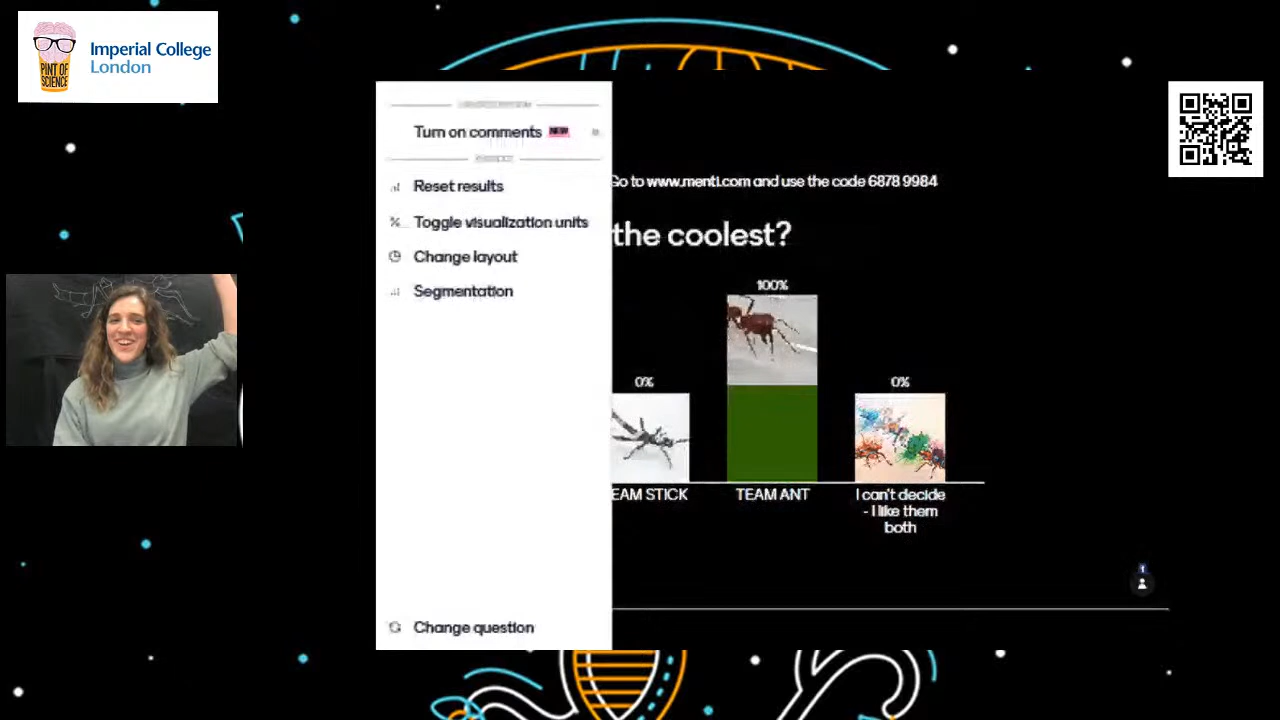 PINT OF
SCIENCE
Imperial College
London
Turn on comments NEW
Reset results
Toggle visualization units
Change layout
Segmentation
Change question
Go to www.menti.com and use the code 6878 9984
the coolest?
0%
100%
0%
EAM STICK
TEAM ANT
I can't decide
- I like them
both
1